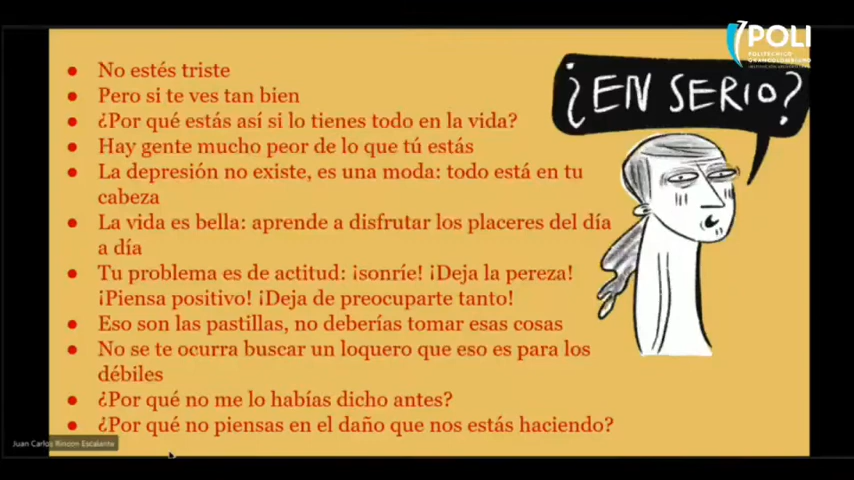 POLI
POLITÉCNICO
GRANCOLOMBIANO
¿EN SERIO?
● No estés triste
● Pero si te ves tan bien
● ¿Por qué estás así si lo tienes todo en la vida?
● Hay gente mucho peor de lo que tú estás
● La depresión no existe, es una moda: todo está en tu
cabeza
● La vida es bella: aprende a disfrutar los placeres del día
a día
● Tu problema es de actitud: ¡sonríe! ¡Deja la pereza!
¡Piensa positivo! ¡Deja de preocuparte tanto!
● Eso son las pastillas, no deberías tomar esas cosas
● No se te ocurra buscar un loquero que eso es para los
débiles
● ¿Por qué no me lo habías dicho antes?
● ¿Por qué no piensas en el daño que nos estás haciendo?
Juan Carlos Rincón Escalante